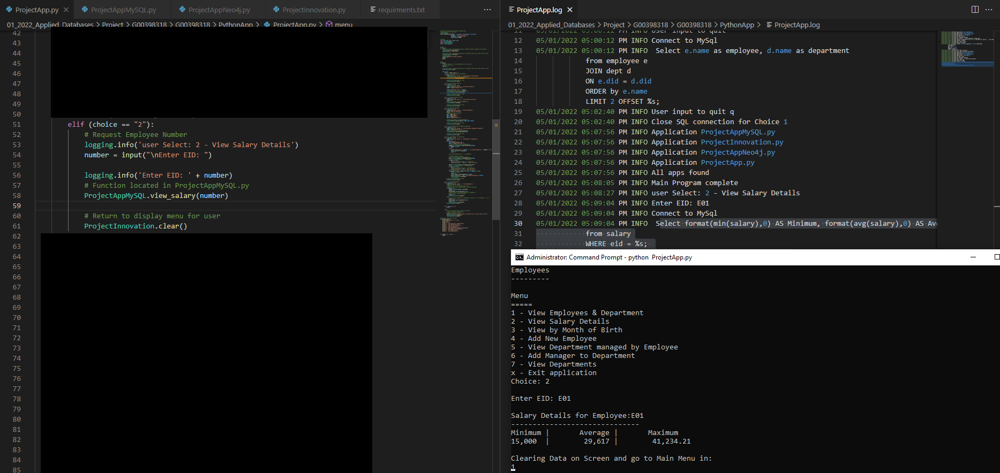 ProjectApp.py
ProjectAppMySQL.py
ProjectAppNeo4j.py
ProjectInnovation.py
requirments.txt
01_2022_Applied_Databases > Project > G00398318 > G00398318 > PythonApp > ProjectApp.py > menu
42
43
44
45
46
47
48
49
50
51 elif (choice == "2"):
52 # Request Employee Number
53 logging.info('user Select: 2 - View Salary Details')
54 number = input("\nEnter EID: ")
55
56 logging.info('Enter EID: ' + number)
57 # Function located in ProjectAppMySQL.py
58 ProjectAppMySQL.view_salary(number)
59
60 # Return to display menu for user
61 ProjectInnovation.clear()
62
63
64
65
66
67
68
69
70
71
72
73
74
75
76
77
78
79
80
81
82
83
84
85
ProjectApp.log
01_2022_Applied_Databases > Project > G00398318 > G00398318 > PythonApp > ProjectApp.log
11 05/01/2022 05:00:12 PM INFO User input to quit
12 05/01/2022 05:00:12 PM INFO Connect to MySql
13 05/01/2022 05:00:12 PM INFO  Select e.name as employee, d.name as department
14 from employee e
15 JOIN dept d
16 ON e.did = d.did
17 ORDER by e.name
18 LIMIT 2 OFFSET %s;
19 05/01/2022 05:02:40 PM INFO User input to quit q
20 05/01/2022 05:02:40 PM INFO Close SQL connection for Choice 1
21 05/01/2022 05:07:56 PM INFO Application ProjectAppMySQL.py
22 05/01/2022 05:07:56 PM INFO Application ProjectInnovation.py
23 05/01/2022 05:07:56 PM INFO Application ProjectAppNeo4j.py
24 05/01/2022 05:07:56 PM INFO Application ProjectApp.py
25 05/01/2022 05:07:56 PM INFO All apps found
26 05/01/2022 05:08:05 PM INFO Main Program complete
27 05/01/2022 05:08:27 PM INFO user Select: 2 - View Salary Details
28 05/01/2022 05:09:04 PM INFO Enter EID: E01
29 05/01/2022 05:09:04 PM INFO Connect to MySql
30 05/01/2022 05:09:04 PM INFO  Select format(min(salary),0) AS Minimum, format(avg(salary),0) AS Av
31 from salary
32 WHERE eid = %s;
Administrator: Command Prompt - python  ProjectApp.py
Employees
---------
Menu
=====
1 - View Employees & Department
2 - View Salary Details
3 - View by Month of Birth
4 - Add New Employee
5 - View Department managed by Employee
6 - Add Manager to Department
7 - View Departments
x - Exit application
Choice: 2
Enter EID: E01
Salary Details for Employee:E01
------------------------------
Minimum |       Average |       Maximum
15,000  |        29,617 |        41,234.21
Clearing Data on Screen and go to Main Menu in:
1